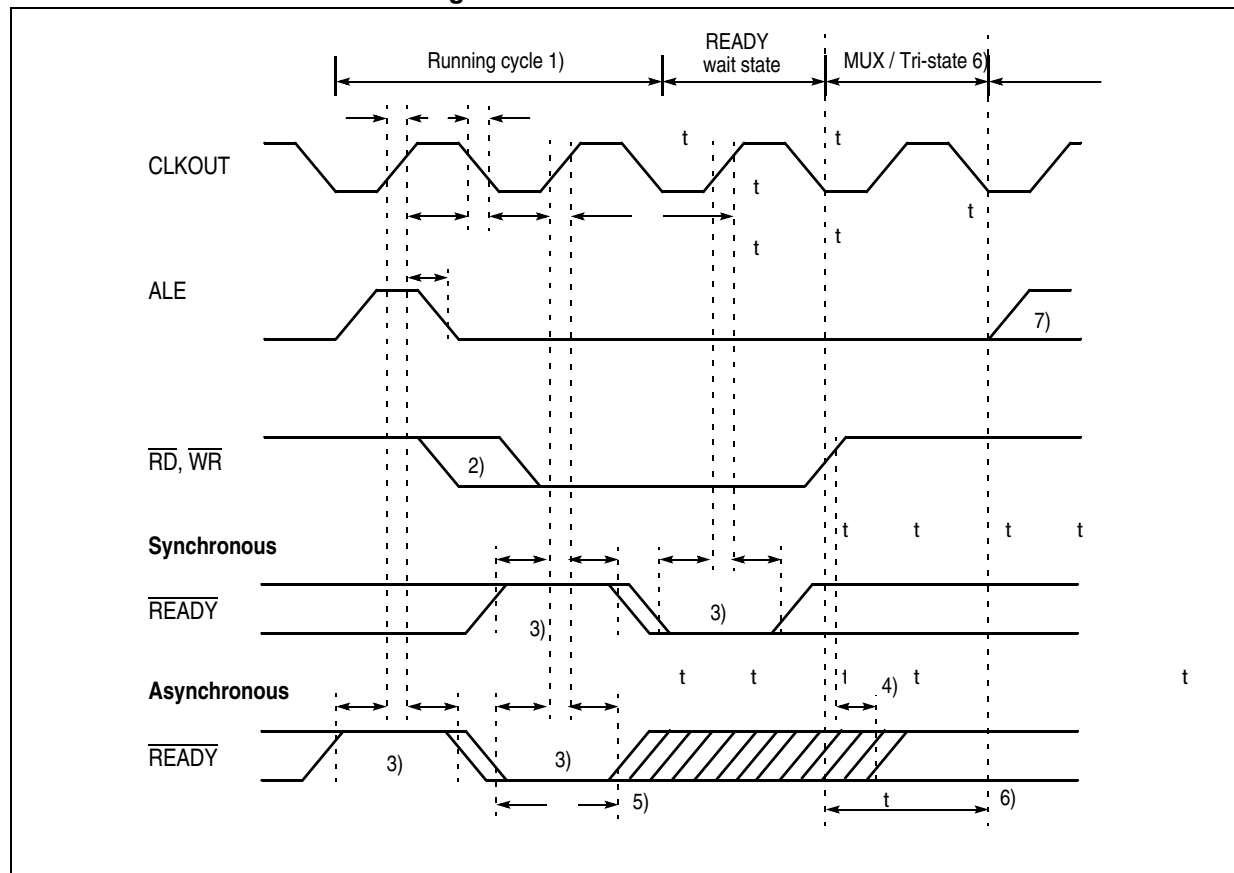 READY
Running cycle 1) wait state MUX / Tri-state 6)
t t
CLKOUT
t
t
t t
ALE
7)
RD, WR 2)
t t t t
Synchronous
READY 3) 3)
t t t t t
Asynchronous 4)
READY 3) 3)
5) t 6)